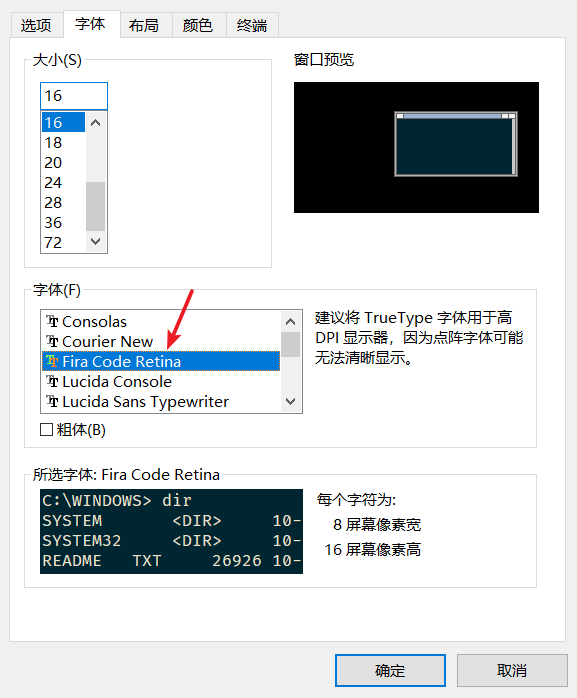 选项 字体 布局 颜色 终端
大小(S)
16
16
18
20
24
28
36
72
窗口预览
字体(F)
Consolas
Courier New
Fira Code Retina
Lucida Console
Lucida Sans Typewriter
粗体(B)
建议将 TrueType 字体用于高
DPI 显示器，因为点阵字体可能
无法清晰显示。
所选字体: Fira Code Retina
C:\WINDOWS> dir
SYSTEM <DIR> 10-
SYSTEM32 <DIR> 10-
README TXT 26926 10-
每个字符为:
8 屏幕像素宽
16 屏幕像素高
确定 取消